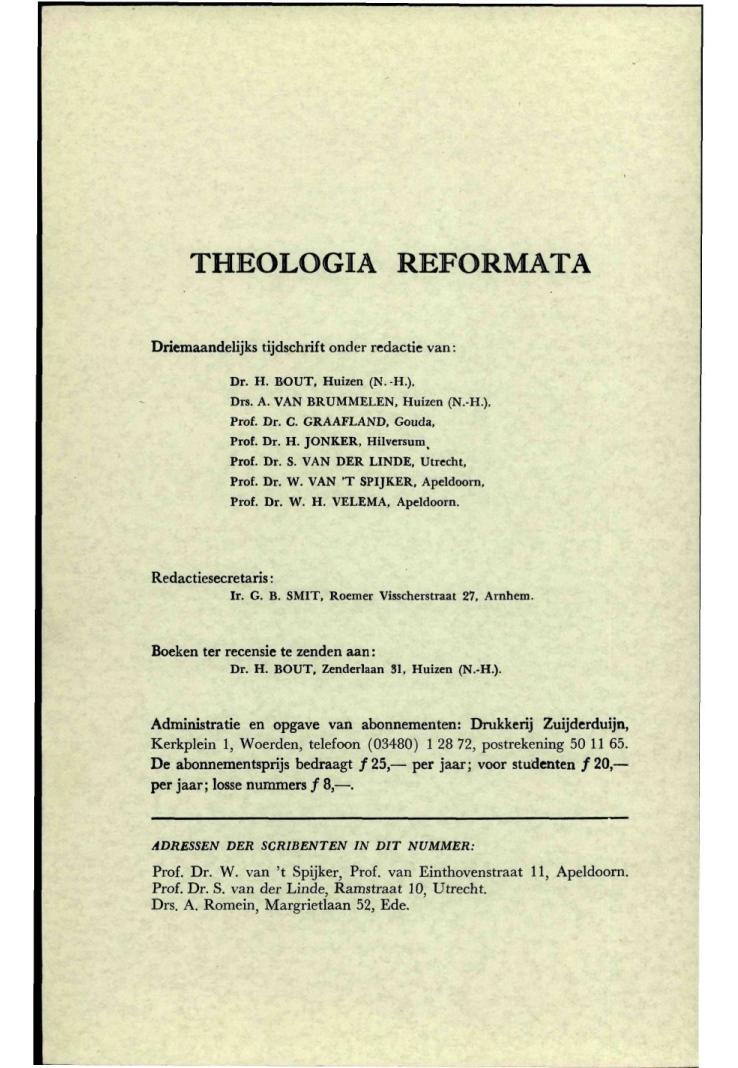 THEOLOGIA REFORMATA
Driemaandelijks tijdschrift onder redactie van:
Dr. H. BOUT, Huizen (N.-H.).
Drs. A. VAN BRUMMELEN, Huizen (N.-H.).
Prof. Dr. C. GRAAFLAND, Gouda,
Prof. Dr. H. JONKER, Hilversum,
Prof. Dr. S. VAN DER LINDE, Utrecht,
Prof. Dr. W. VAN 'T SPIJKER, Apeldoorn,
Prof. Dr. W. H. VELEMA, Apeldoorn.
Redactiesecretaris:
Ir. G. B. SMIT, Roemer Visscherstraat 27, Arnhem.
Boeken ter recensie te zenden aan:
Dr. H. BOUT, Zenderlaan 31, Huizen (N.-H.).
Administratie en opgave van abonnementen: Drukkerij Zuijderduijn,
Kerkplein 1, Woerden, telefoon (03480) 1 28 72, postrekening 50 11 65.
De abonnementsprijs bedraagt f 25,— per jaar; voor studenten f 20,—
per jaar; losse nummers f 8,—.
ADRESSEN DER SCRIBENTEN IN DIT NUMMER:
Prof. Dr. W. van 't Spijker, Prof. van Einthovenstraat 11, Apeldoorn.
Prof. Dr. S. van der Linde, Ramstraat 10, Utrecht.
Drs. A. Romein, Margrietlaan 52, Ede.